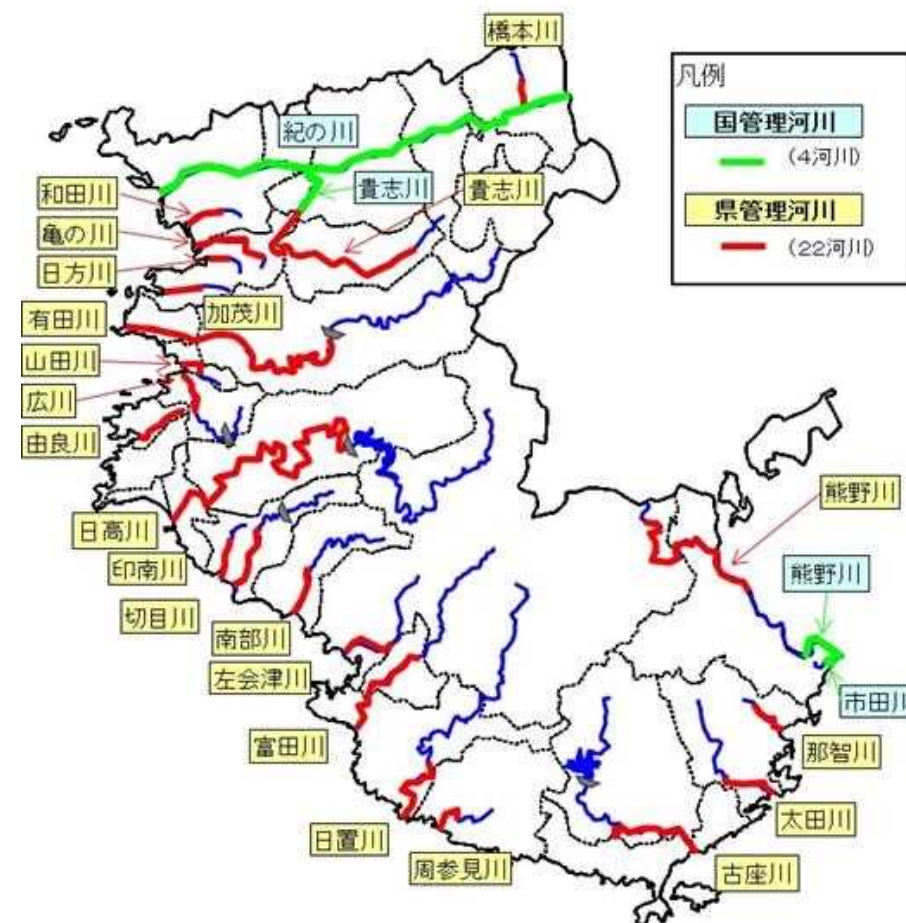 橋本川
凡例
国管理河川
(4河川)
県管理河川
(22河川)
紀の川
貴志川
貴志川
和田川
亀の川
日方川
加茂川
有田川
山田川
広川
由良川
日高川
印南川
切目川
南部川
左会津川
富田川
日置川
周参見川
熊野川
熊野川
市田川
那智川
太田川
古座川